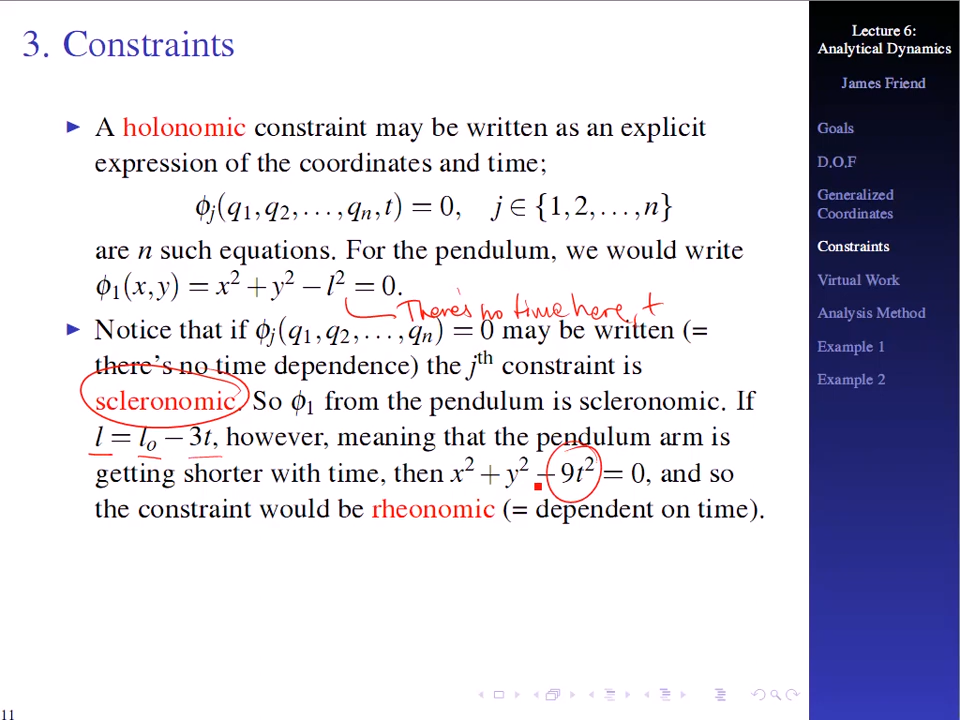 3. Constraints
A holonomic constraint may be written as an explicit
expression of the coordinates and time;
ϕj(q1,q2,...,qn,t) = 0, j ∈ {1,2,...,n}
are n such equations. For the pendulum, we would write
ϕ1(x,y) = x² + y² − l² = 0.
There's no time here, t
Notice that if ϕj(q1,q2,...,qn) = 0 may be written (=
there's no time dependence) the jth constraint is
scleronomic. So ϕ1 from the pendulum is scleronomic. If
l = lo − 3t, however, meaning that the pendulum arm is
getting shorter with time, then x² + y² − 9t² = 0, and so
the constraint would be rheonomic (= dependent on time).
11
Lecture 6:
Analytical Dynamics
James Friend
Goals
D.O.F
Generalized
Coordinates
Constraints
Virtual Work
Analysis Method
Example 1
Example 2